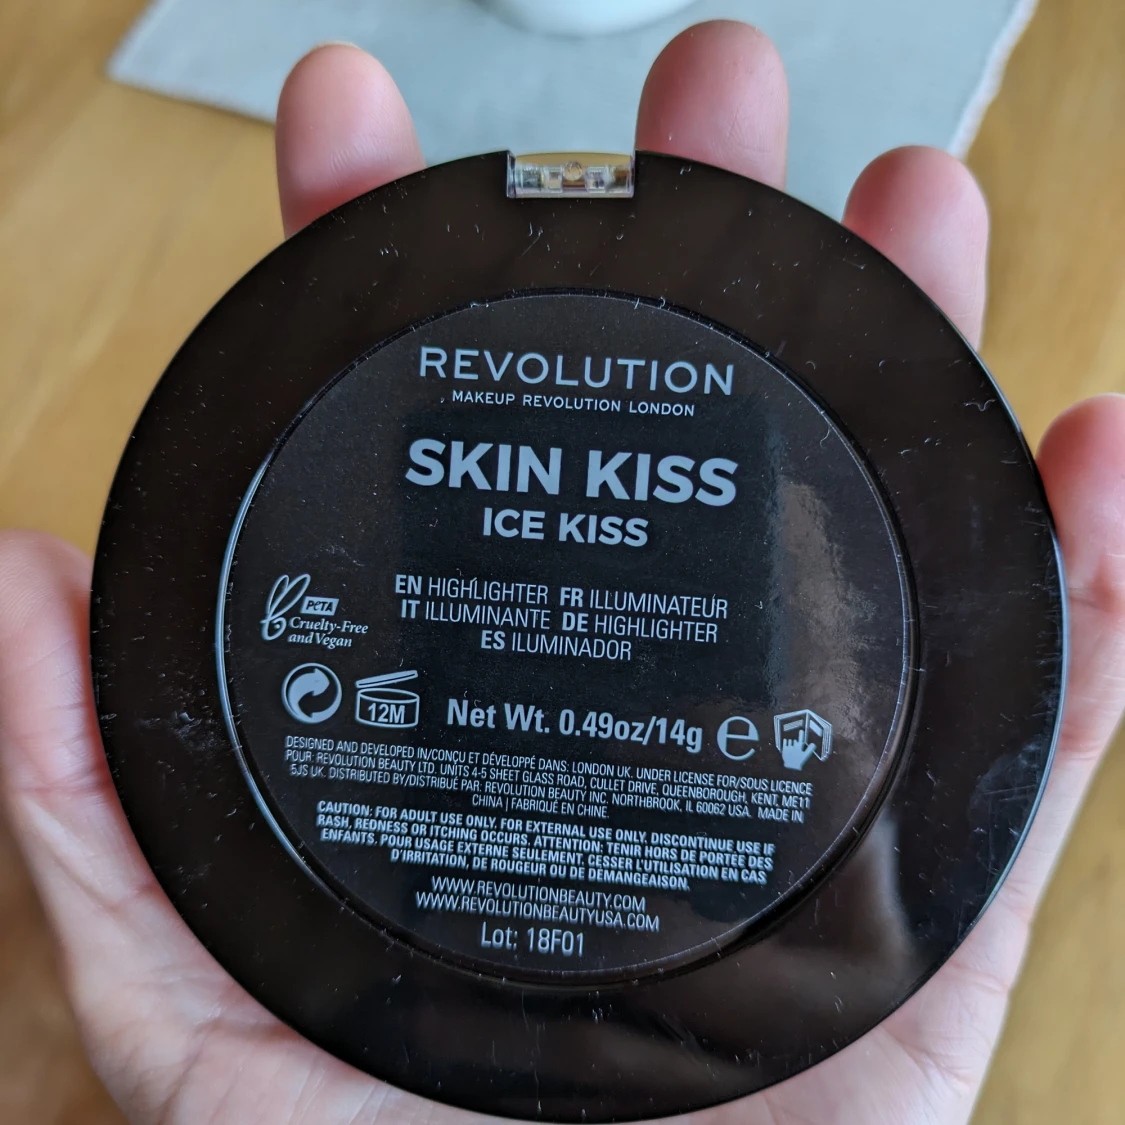 REVOLUTION
MAKEUP REVOLUTION LONDON
SKIN KISS
ICE KISS
EN HIGHLIGHTER FR ILLUMINATEUR
IT ILLUMINANTE DE HIGHLIGHTER
ES ILUMINADOR
PETA
Cruelty-Free
and Vegan
12M
Net Wt. 0.49oz/14g e
DESIGNED AND DEVELOPED IN/CONÇU ET DÉVELOPPÉ DANS: LONDON UK. UNDER LICENSE FOR/SOUS LICENCE
POUR: REVOLUTION BEAUTY LTD. UNITS 4-5 SHEET GLASS ROAD, CULLET DRIVE, QUEENBOROUGH, KENT, ME11
5JS UK. DISTRIBUTED BY/DISTRIBUÉ PAR: REVOLUTION BEAUTY INC. NORTHBROOK, IL 60062 USA. MADE IN
CHINA | FABRIQUÉ EN CHINE.
CAUTION: FOR ADULT USE ONLY. FOR EXTERNAL USE ONLY. DISCONTINUE USE IF
RASH, REDNESS OR ITCHING OCCURS. ATTENTION: TENIR HORS DE PORTÉE DES
ENFANTS. POUR USAGE EXTERNE SEULEMENT. CESSER L'UTILISATION EN CAS
D'IRRITATION, DE ROUGEUR OU DE DÉMANGEAISON.
WWW.REVOLUTIONBEAUTY.COM
WWW.REVOLUTIONBEAUTYUSA.COM
Lot: 18F01